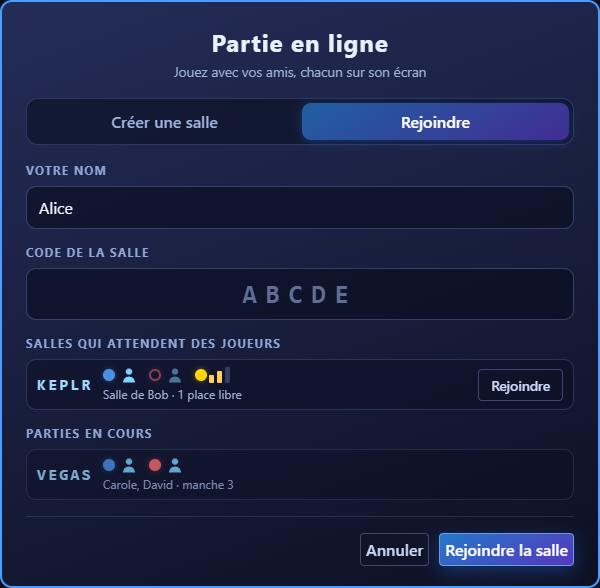 Partie en ligne
Jouez avec vos amis, chacun sur son écran
Créer une salle
Rejoindre
VOTRE NOM
Alice
CODE DE LA SALLE
ABCDE
SALLES QUI ATTENDENT DES JOUEURS
KEPLR
Salle de Bob · 1 place libre
Rejoindre
PARTIES EN COURS
VEGAS
Carole, David · manche 3
Annuler
Rejoindre la salle